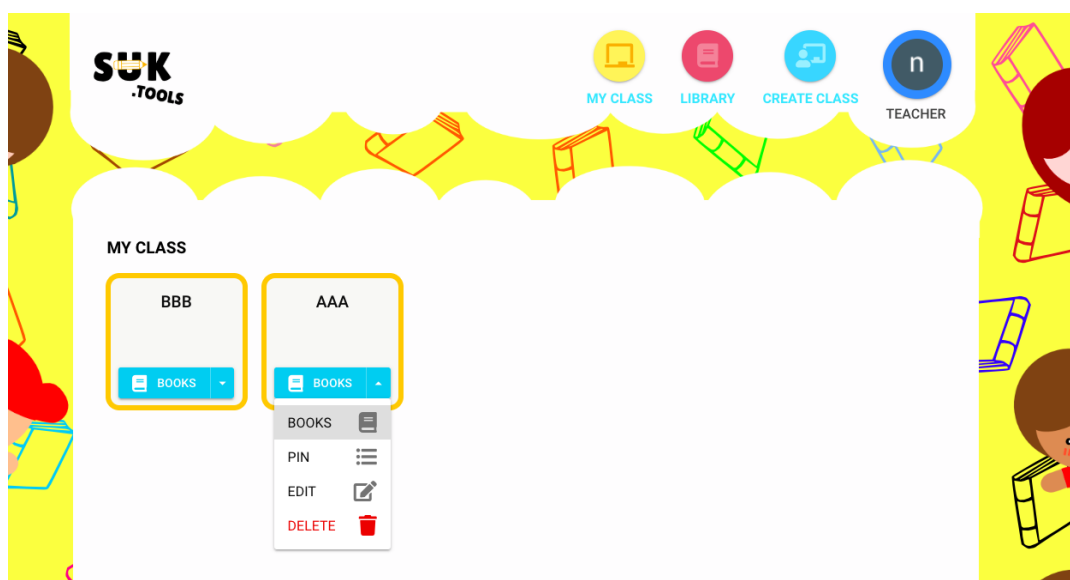 SUK
.TOOLS
MY CLASS
LIBRARY
CREATE CLASS
n
TEACHER
MY CLASS
BBB
AAA
BOOKS
BOOKS
BOOKS
PIN
EDIT
DELETE